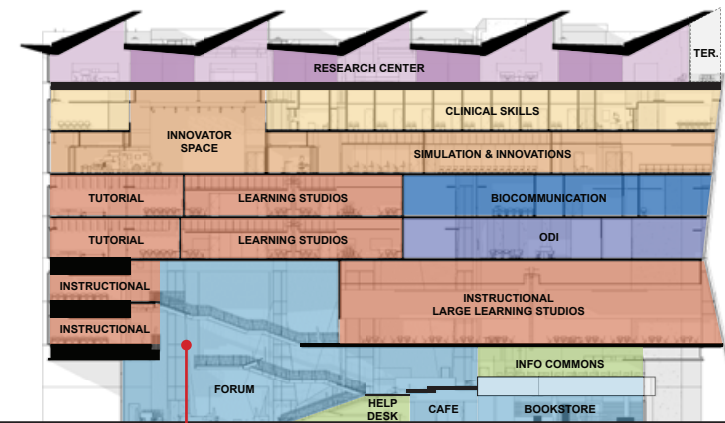 TER.
RESEARCH CENTER
CLINICAL SKILLS
INNOVATOR
SPACE
SIMULATION & INNOVATIONS
TUTORIAL
LEARNING STUDIOS
BIOCOMMUNICATION
TUTORIAL
LEARNING STUDIOS
ODI
INSTRUCTIONAL
INSTRUCTIONAL
LARGE LEARNING STUDIOS
INSTRUCTIONAL
INFO COMMONS
FORUM
HELP
DESK
CAFE
BOOKSTORE